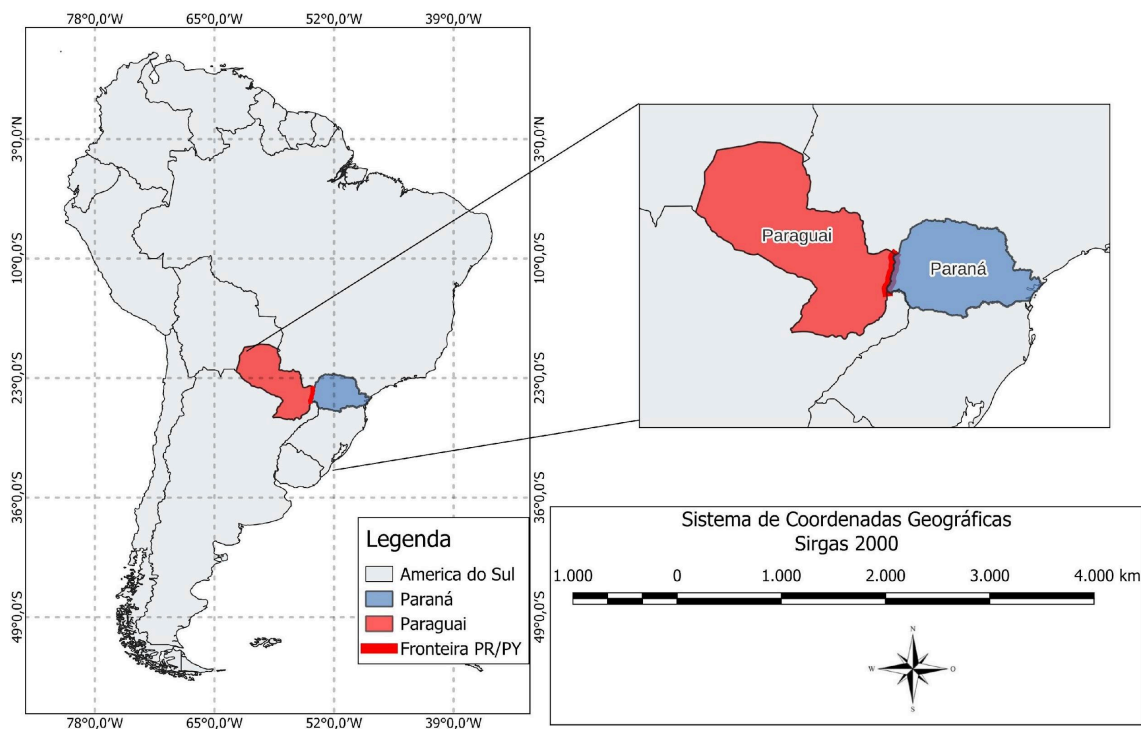 78°0,0'W 65°0,0'W 52°0,0'W 39°0,0'W
3°0,0'N
10°0,0'S
23°0,0'S
36°0,0'S
49°0,0'S
3°0,0'N
10°0,0'S
23°0,0'S
36°0,0'S
49°0,0'S
78°0,0'W 65°0,0'W 52°0,0'W 39°0,0'W
Legenda
America do Sul
Paraná
Paraguai
Fronteira PR/PY
Paraguai
Paraná
Sistema de Coordenadas Geográficas
Sirgas 2000
1.000 0 1.000 2.000 3.000 4.000 km
N
W O
S